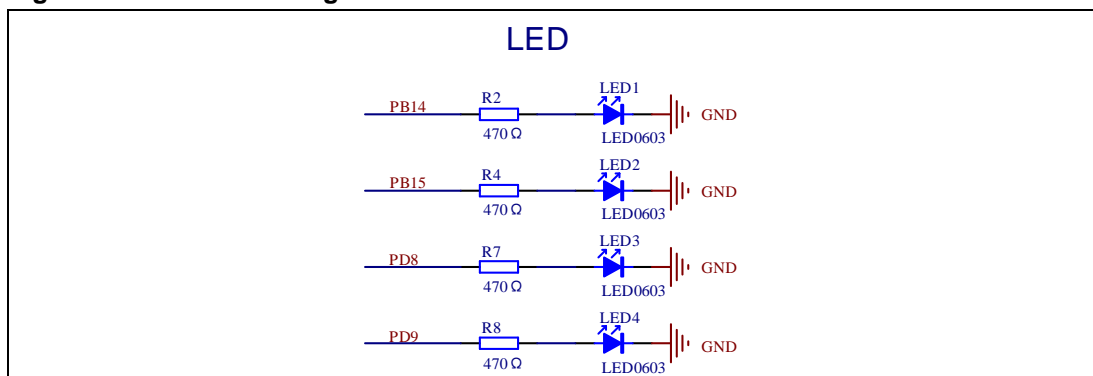 LED
LED1
R2
PB14
GND
470Ω
LED0603
LED2
R4
PB15
GND
470Ω
LED0603
LED3
R7
PD8
GND
470Ω
LED0603
LED4
R8
PD9
GND
470Ω
LED0603